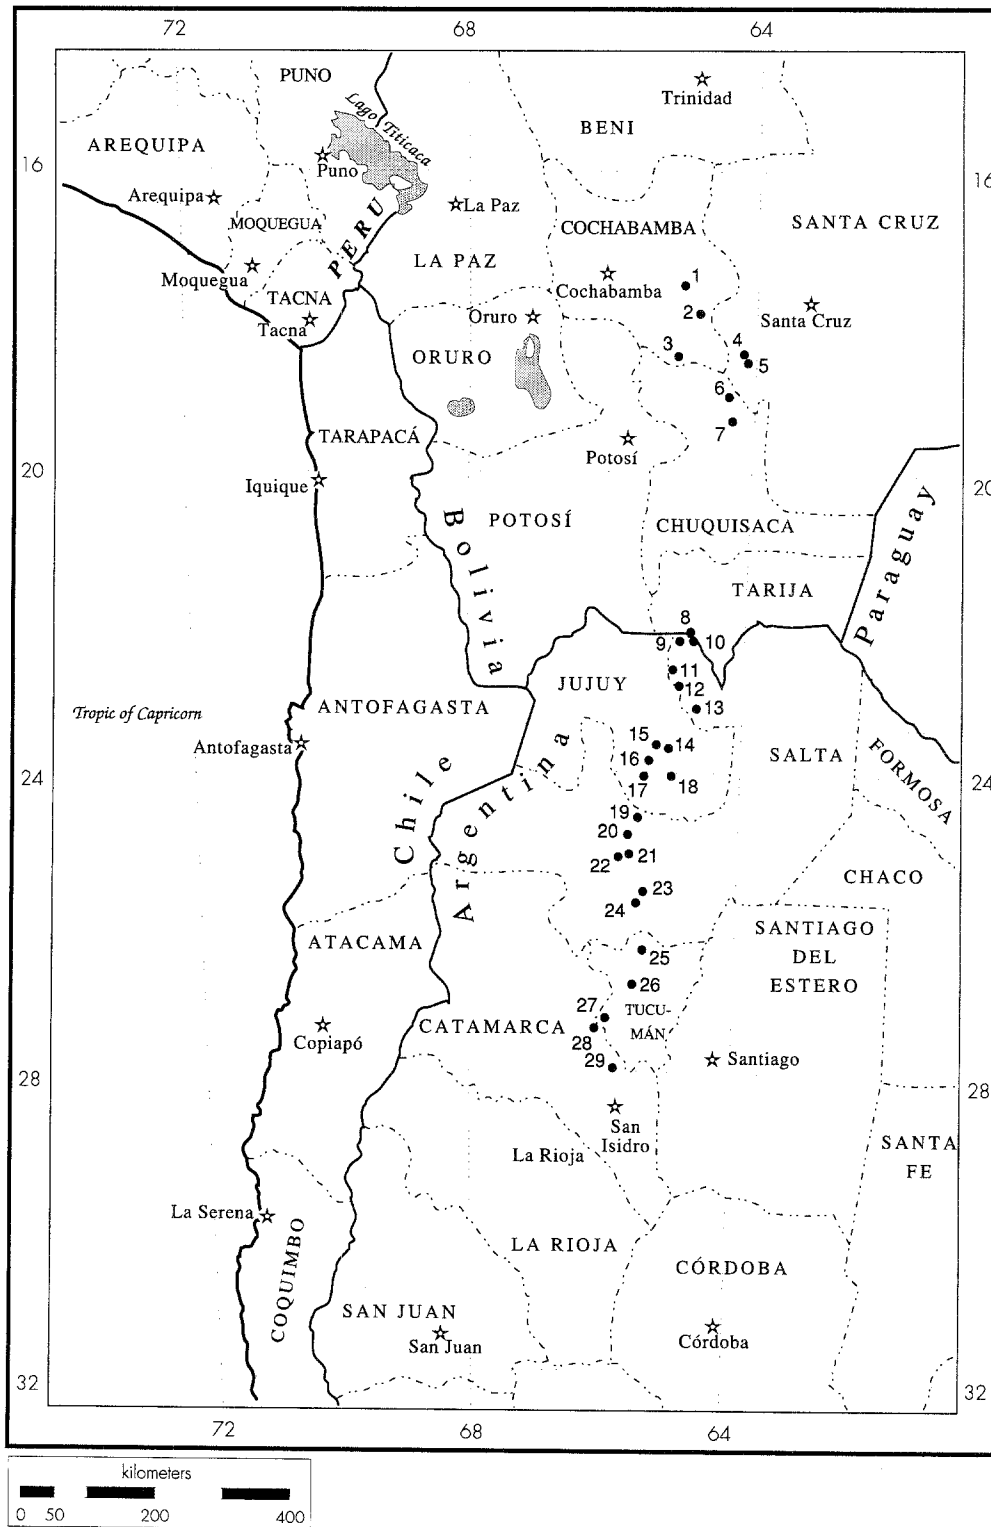 72 68 64
PUNO
Trinidad
Lago Titicaca
BENI
AREQUIPA
16 16
Puno
Arequipa
La Paz
MOQUEGUA
COCHABAMBA
SANTA CRUZ
PERU
LA PAZ
Moquegua
Cochabamba
1
TACNA
2
Tacna
Oruro
Santa Cruz
ORURO
3
4
5
6
7
TARAPACÁ
Potosí
20 20
Iquique
Bolivia
POTOSÍ
CHUQUISACA
Paraguay
TARIJA
8
9 10
11
JUJUY
12
ANTOFAGASTA
13
Tropic of Capricorn
Antofagasta
15 14
SALTA
FORMOSA
16
24 24
17 18
Chile
Argentina
19
20
22 21
CHACO
23
24
SANTIAGO
DEL
ESTERO
ATACAMA
25
26
TUCU-
MÁN
27
CATAMARCA
28
Copiapó
29
Santiago
28 28
San
Isidro
La Rioja
SANTA
FE
La Serena
COQUIMBO
LA RIOJA
CÓRDOBA
SAN JUAN
San Juan
Córdoba
32 32
72 68 64
kilometers
0 50 200 400